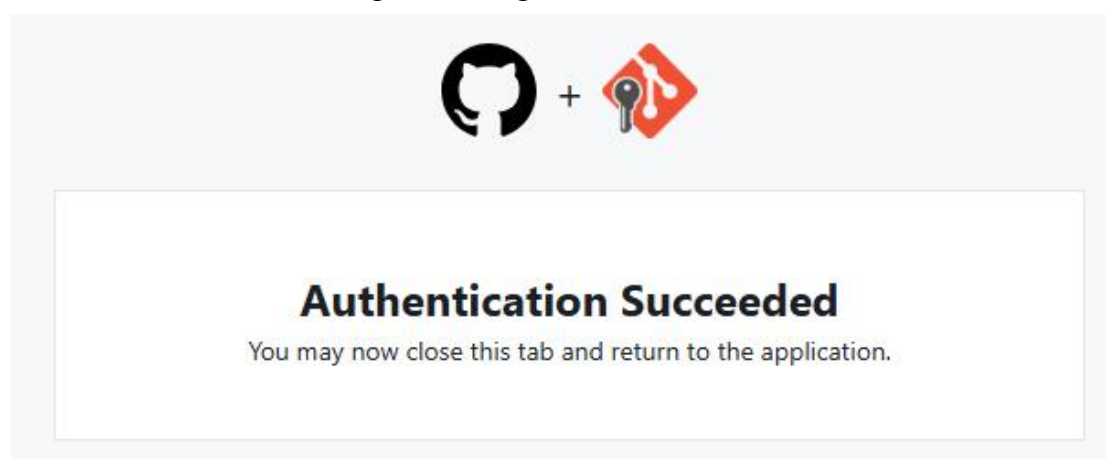 +
Authentication Succeeded
You may now close this tab and return to the application.